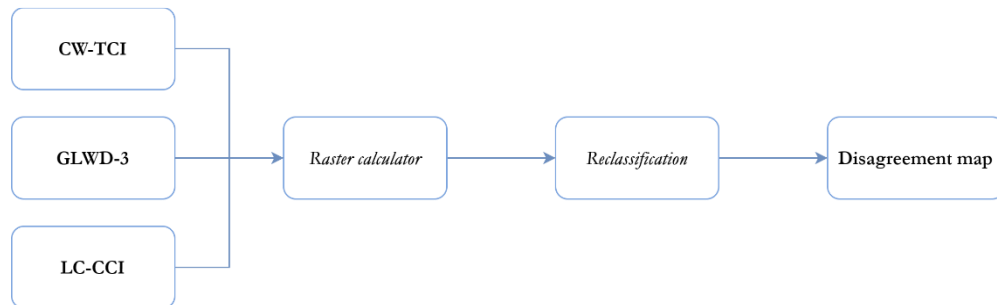 CW-TCI
GLWD-3
LC-CCI
Raster calculator
Reclassification
Disagreement map